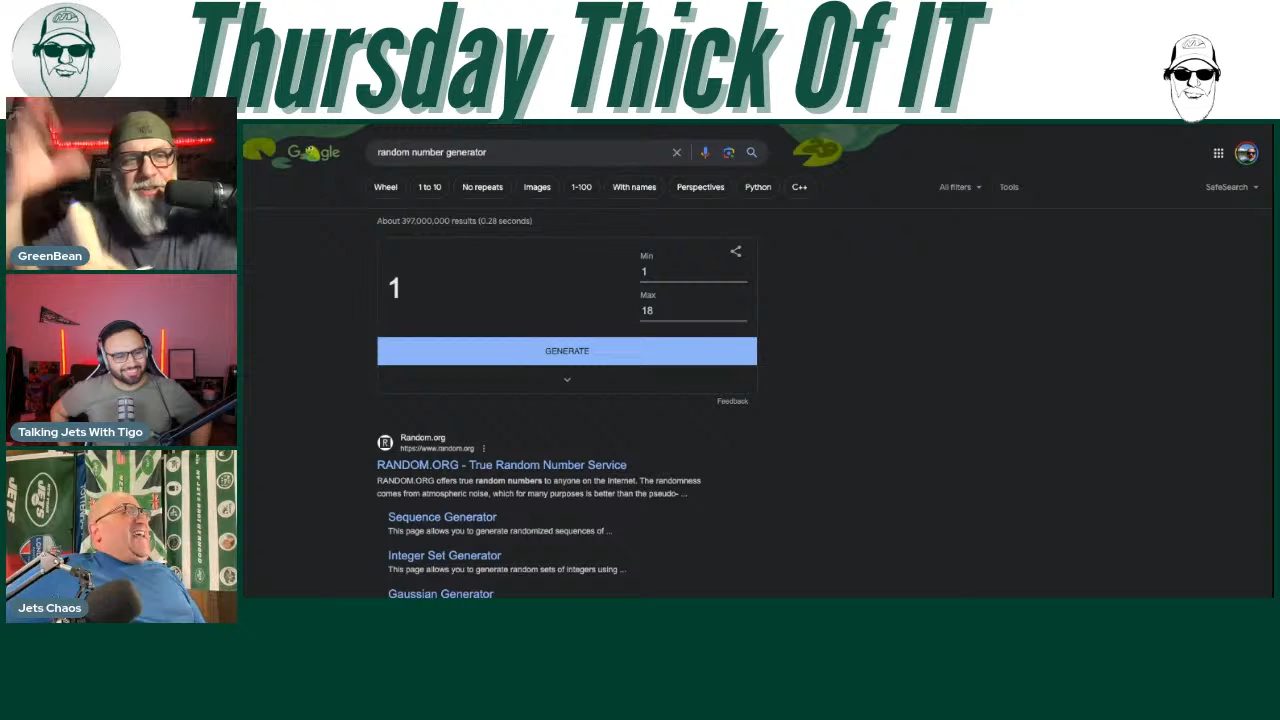 Thursday Thick Of IT
GreenBean
Talking Jets With Tigo
JETS
Jets Chaos
Google
random number generator
Wheel
1 to 10
No repeats
Images
1-100
With names
Perspectives
Python
C++
All filters
Tools
SafeSearch
About 397,000,000 results (0.28 seconds)
1
Min
1
Max
18
GENERATE
Feedback
Random.org
https://www.random.org
RANDOM.ORG - True Random Number Service
RANDOM.ORG offers true random numbers to anyone on the Internet. The randomness
comes from atmospheric noise, which for many purposes is better than the pseudo- ...
Sequence Generator
This page allows you to generate randomized sequences of ...
Integer Set Generator
This page allows you to generate random sets of integers using ...
Gaussian Generator